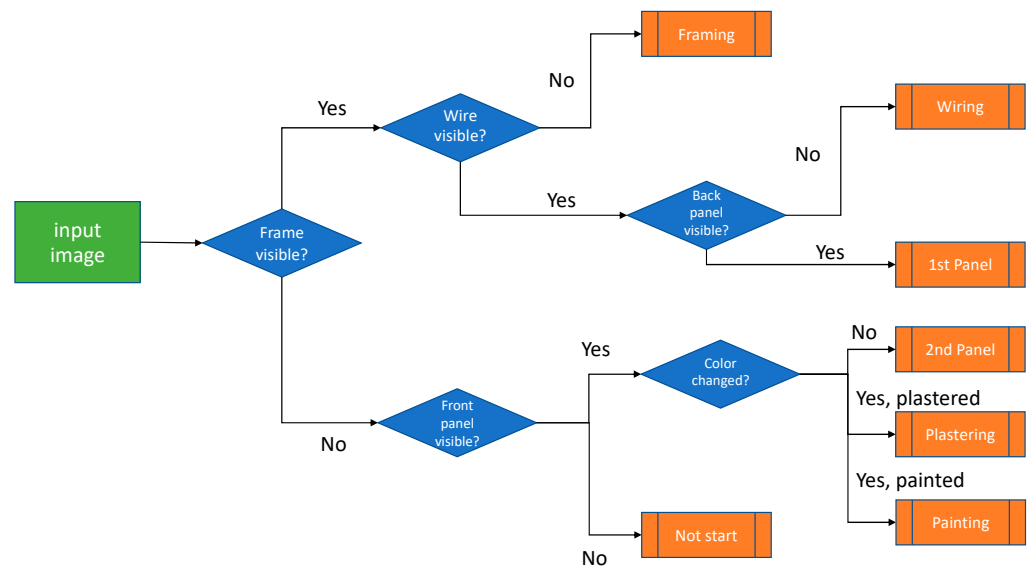 Framing
No
Yes
Wire
visible?
Wiring
No
Yes
Back
panel
visible?
input
image
Frame
visible?
Yes
1st Panel
No
2nd Panel
Yes
Color
changed?
Yes, plastered
Front
panel
visible?
No
Plastering
Yes, painted
Painting
Not start
No